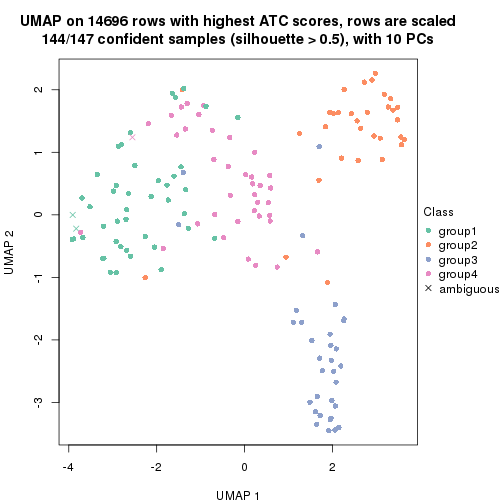 UMAP on 14696 rows with highest ATC scores, rows are scaled
144/147 confident samples (silhouette > 0.5), with 10 PCs
2
1
0
-1
-2
-3
UMAP 2
-4
-2
0
2
UMAP 1
Class
group1
group2
group3
group4
ambiguous